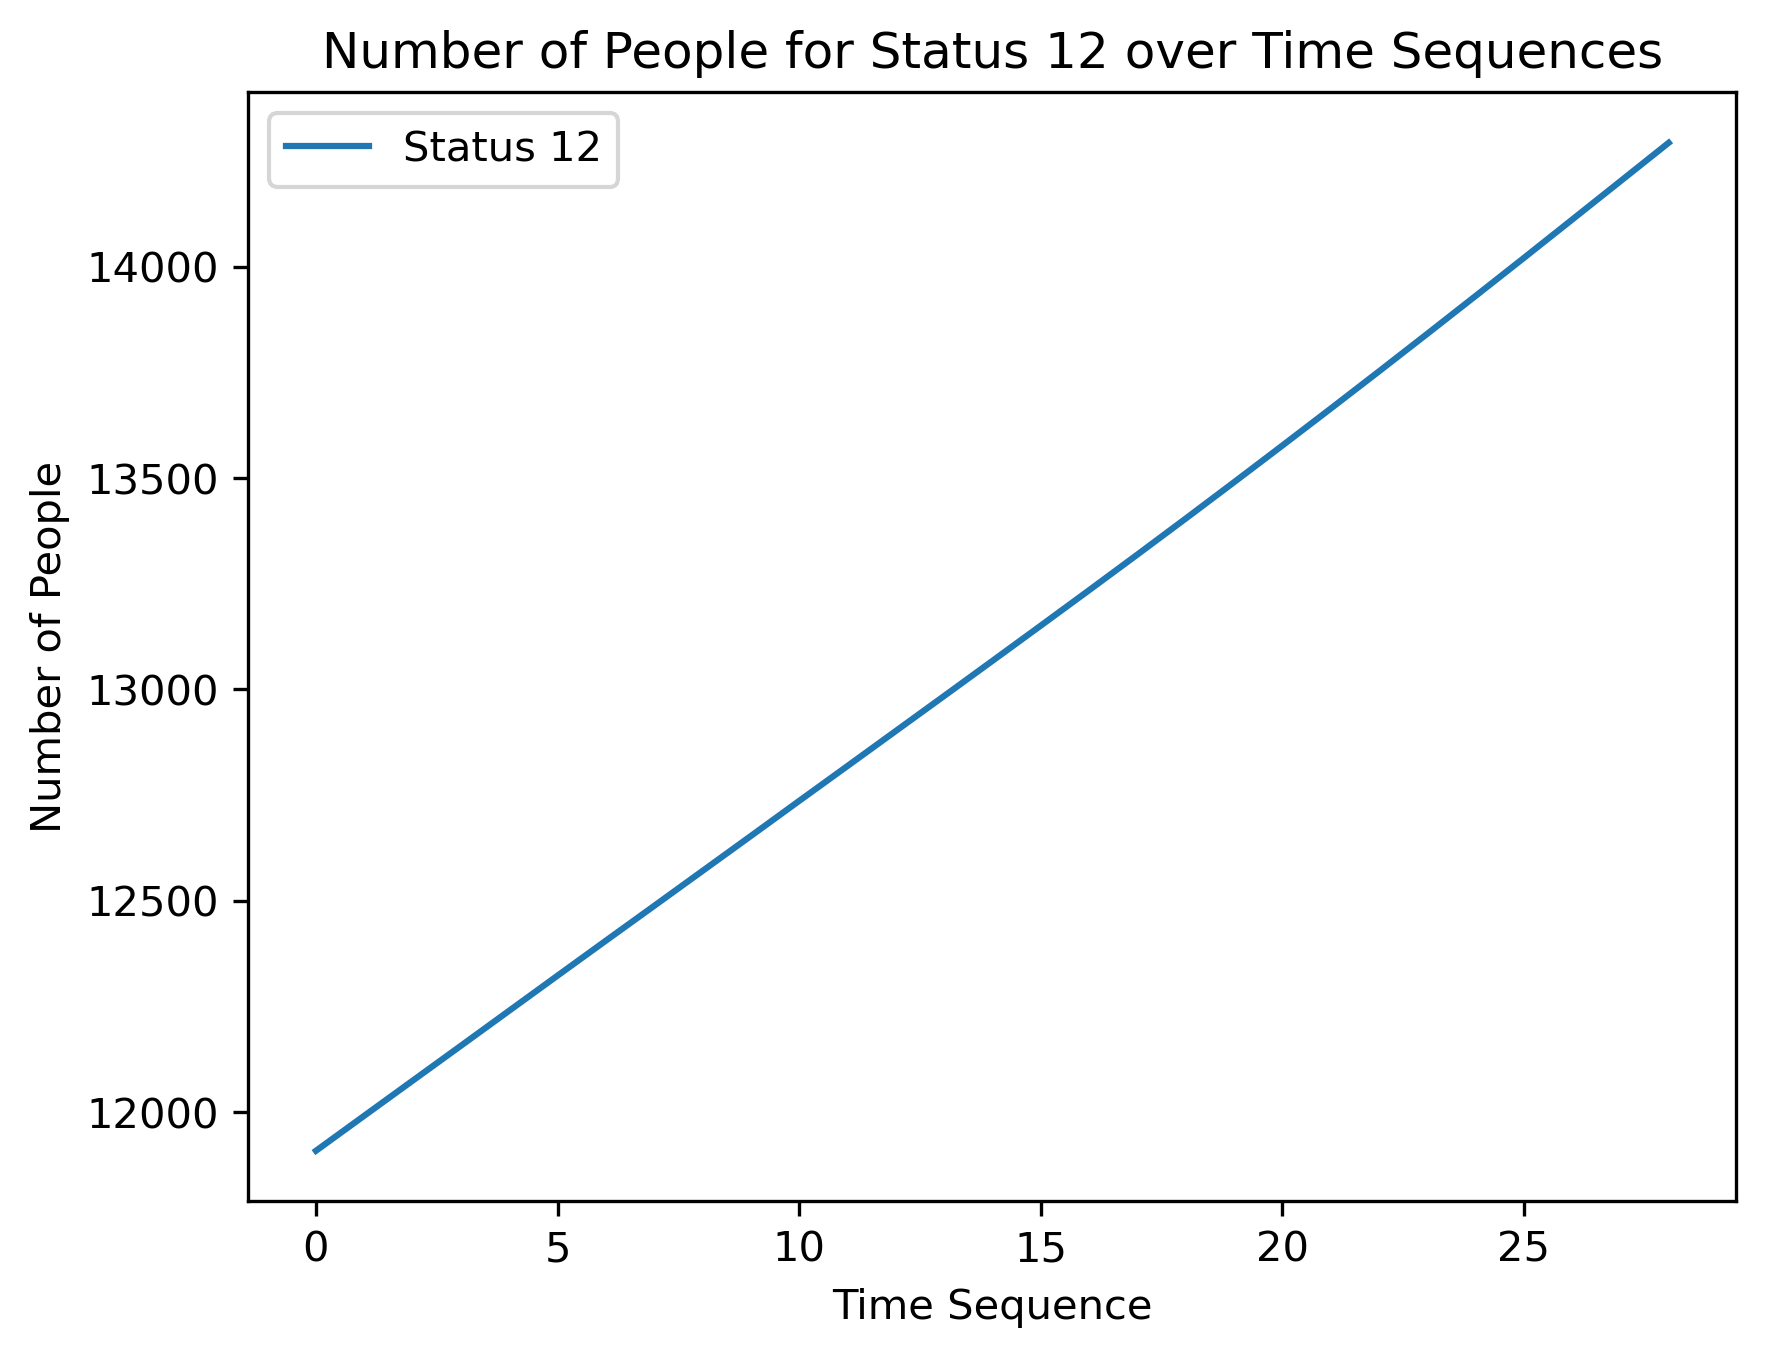 Number of People for Status 12 over Time Sequences
Status 12
Number of People
14000
13500
13000
12500
12000
0 5 10 15 20 25
Time Sequence